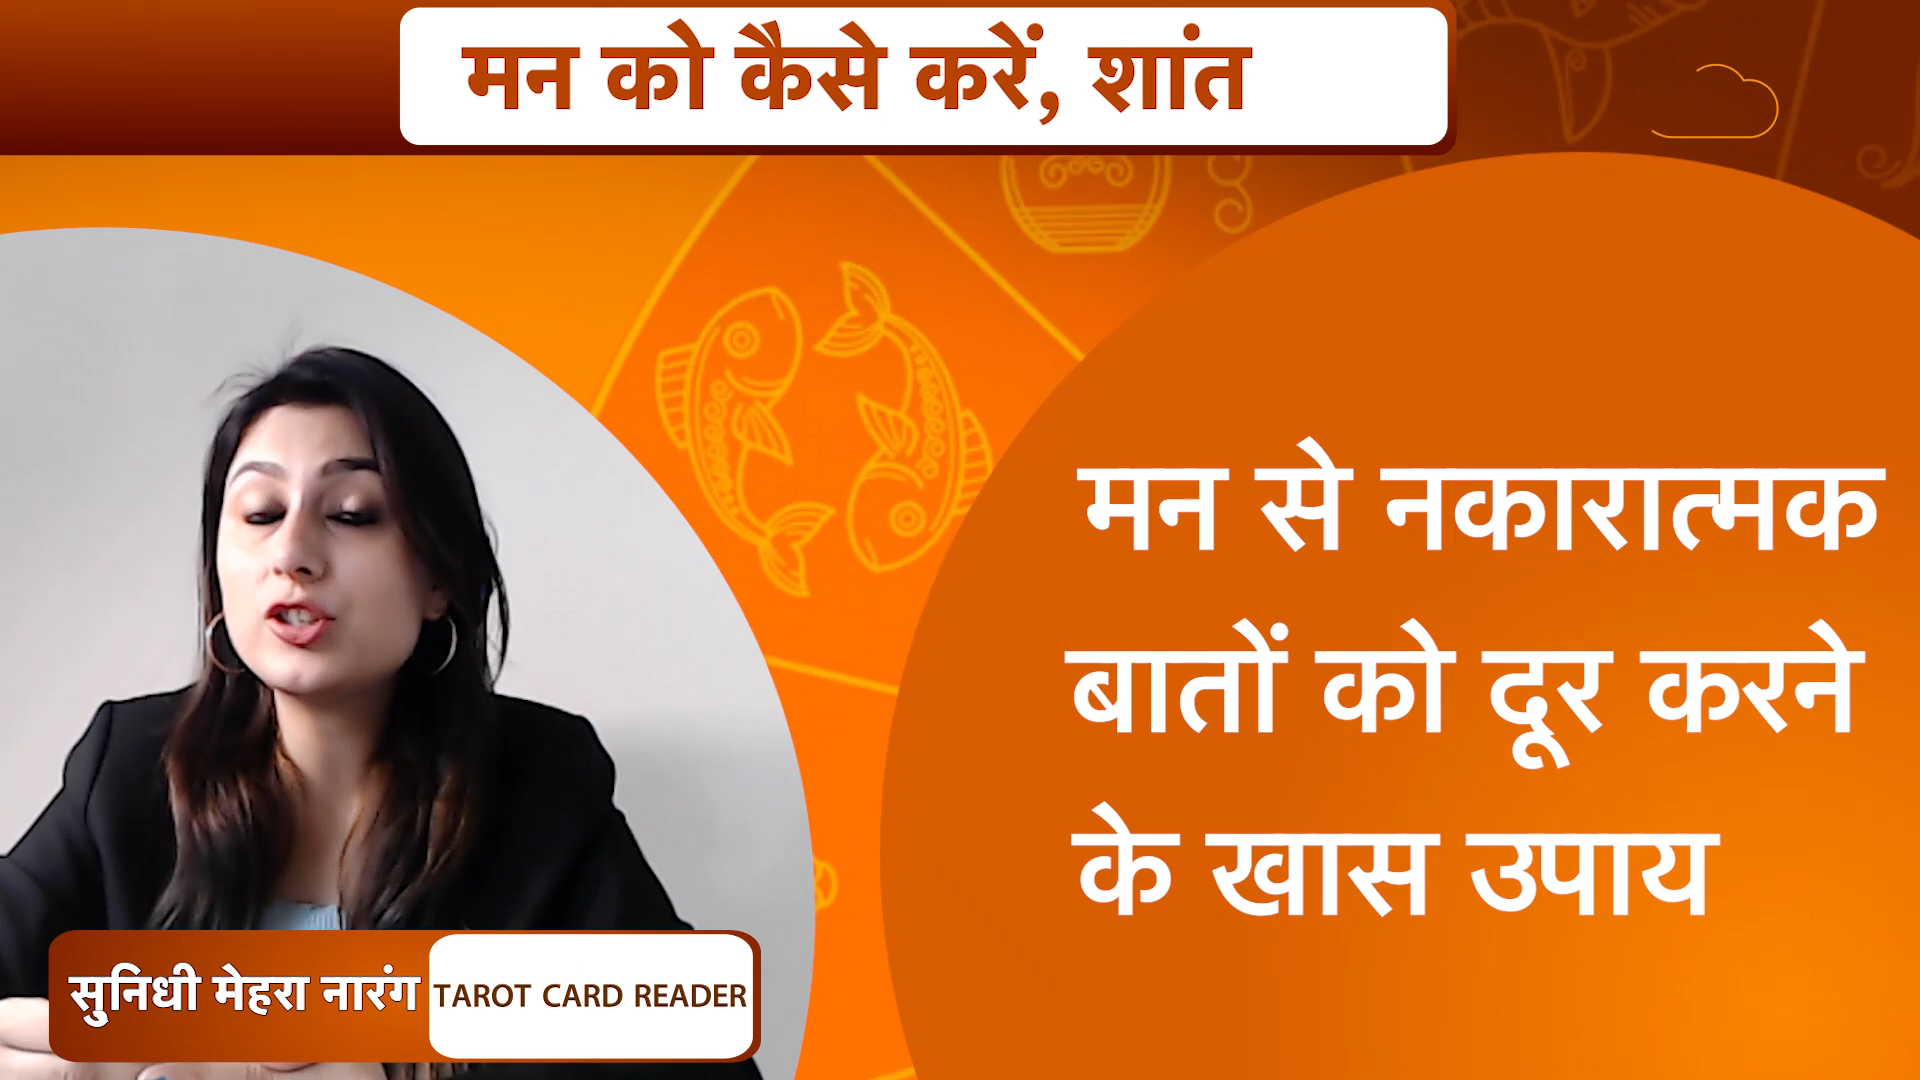 मन को कैसे करें, शांत
मन से नकारात्मक
बातों को दूर करने
के खास उपाय
सुनिधी मेहरा नारंग TAROT CARD READER